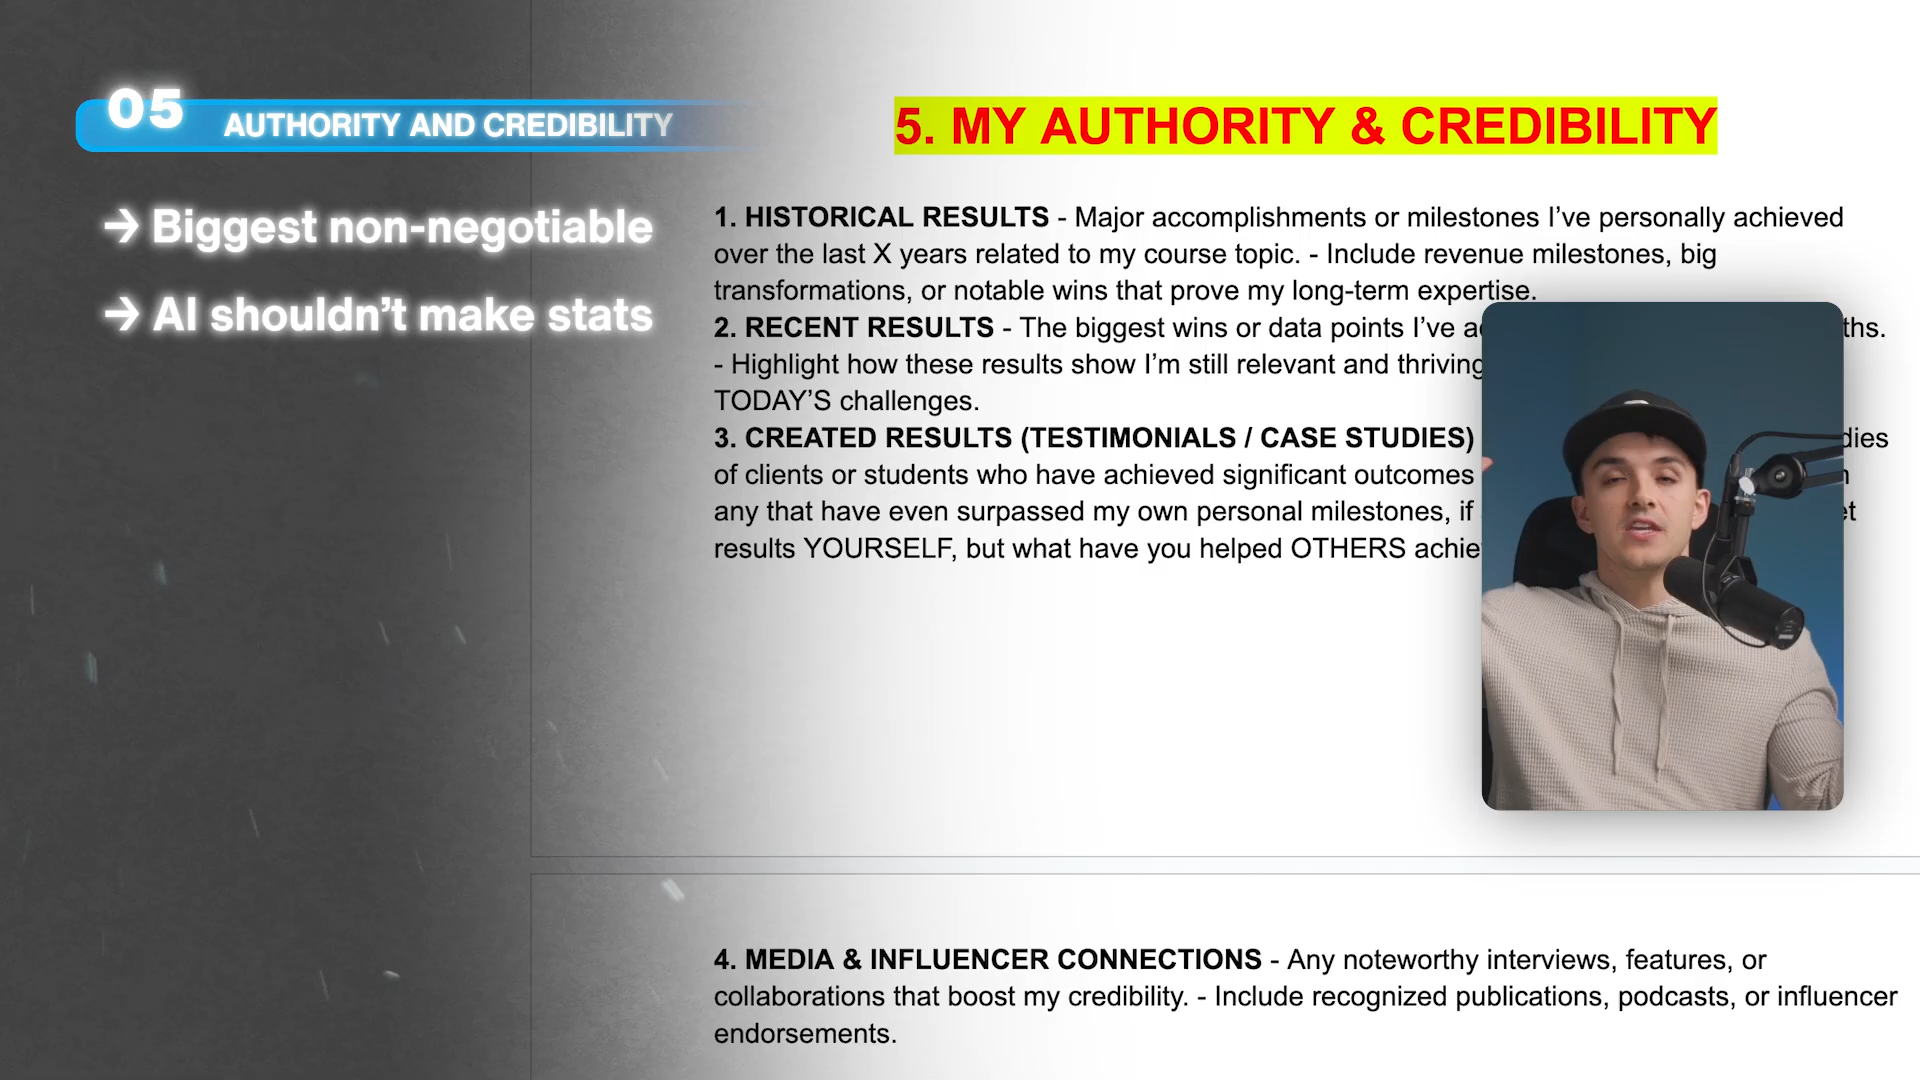 05
AUTHORITY AND CREDIBILITY
→ Biggest non-negotiable
→ AI shouldn't make stats
5. MY AUTHORITY & CREDIBILITY
1. HISTORICAL RESULTS - Major accomplishments or milestones I've personally achieved
over the last X years related to my course topic. - Include revenue milestones, big
transformations, or notable wins that prove my long-term expertise.
2. RECENT RESULTS - The biggest wins or data points I've
- Highlight how these results show I'm still relevant and thriving
TODAY'S challenges.
3. CREATED RESULTS (TESTIMONIALS / CASE STUDIES)
of clients or students who have achieved significant outcomes
any that have even surpassed my own personal milestones, if
results YOURSELF, but what have you helped OTHERS
4. MEDIA & INFLUENCER CONNECTIONS - Any noteworthy interviews, features, or
collaborations that boost my credibility. - Include recognized publications, podcasts, or influencer
endorsements.